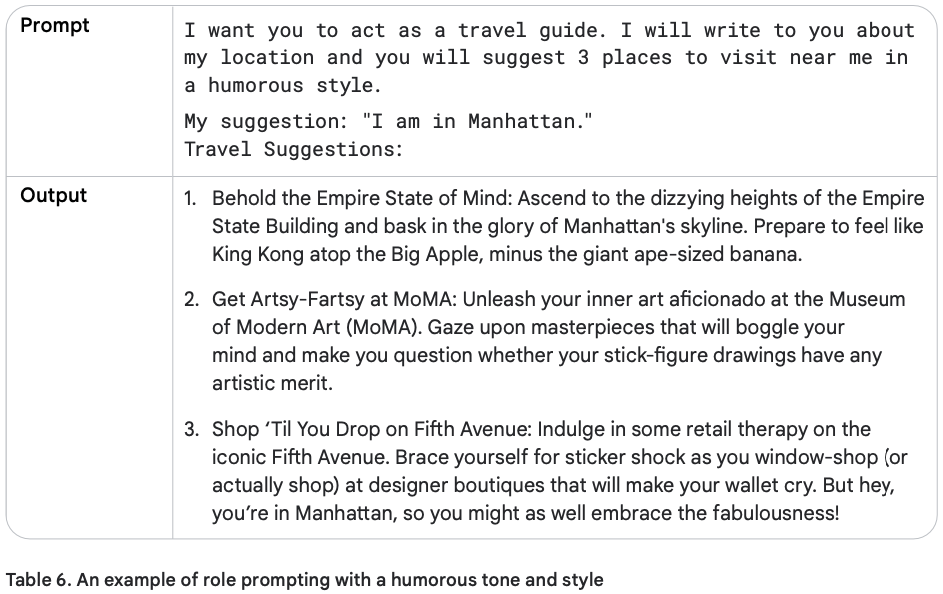 Prompt
I want you to act as a travel guide. I will write to you about
my location and you will suggest 3 places to visit near me in
a humorous style.
My suggestion: "I am in Manhattan."
Travel Suggestions:
Output
1. Behold the Empire State of Mind: Ascend to the dizzying heights of the Empire
State Building and bask in the glory of Manhattan's skyline. Prepare to feel like
King Kong atop the Big Apple, minus the giant ape-sized banana.
2. Get Artsy-Fartsy at MoMA: Unleash your inner art aficionado at the Museum
of Modern Art (MoMA). Gaze upon masterpieces that will boggle your
mind and make you question whether your stick-figure drawings have any
artistic merit.
3. Shop ‘Til You Drop on Fifth Avenue: Indulge in some retail therapy on the
iconic Fifth Avenue. Brace yourself for sticker shock as you window-shop (or
actually shop) at designer boutiques that will make your wallet cry. But hey,
you’re in Manhattan, so you might as well embrace the fabulousness!
Table 6. An example of role prompting with a humorous tone and style